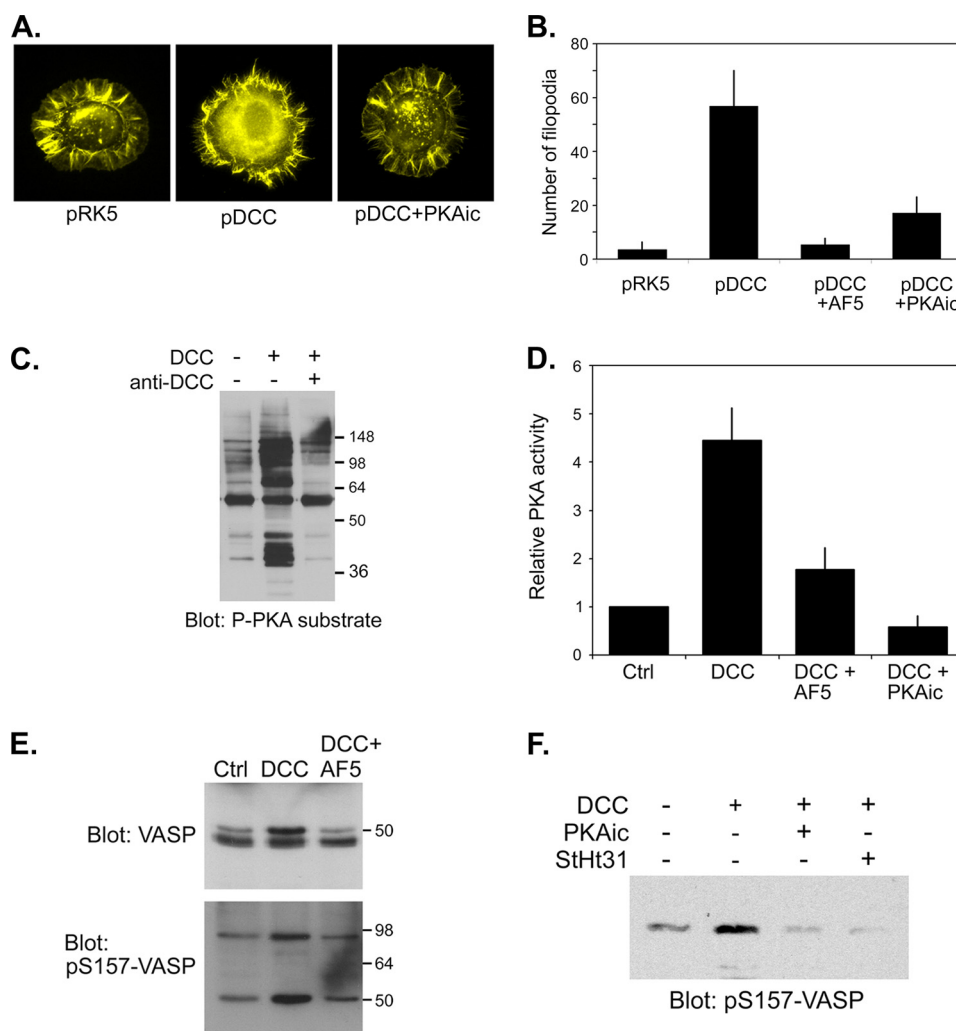 A.
pRK5 pDCC pDCC+PKAic
B.
Number of filopodia
80
60
40
20
0
pRK5 pDCC pDCC pDCC
+AF5 +PKAic
C.
DCC - + +
anti-DCC - - +
148
98
64
50
36
Blot: P-PKA substrate
D.
Relative PKA activity
6
5
4
3
2
1
0
Ctrl DCC DCC + DCC +
AF5 PKAic
E.
DCC+
Ctrl DCC AF5
Blot: VASP
50
Blot:
pS157-VASP
98
64
50
F.
DCC - + + +
PKAic - - + -
StHt31 - - - +
Blot: pS157-VASP